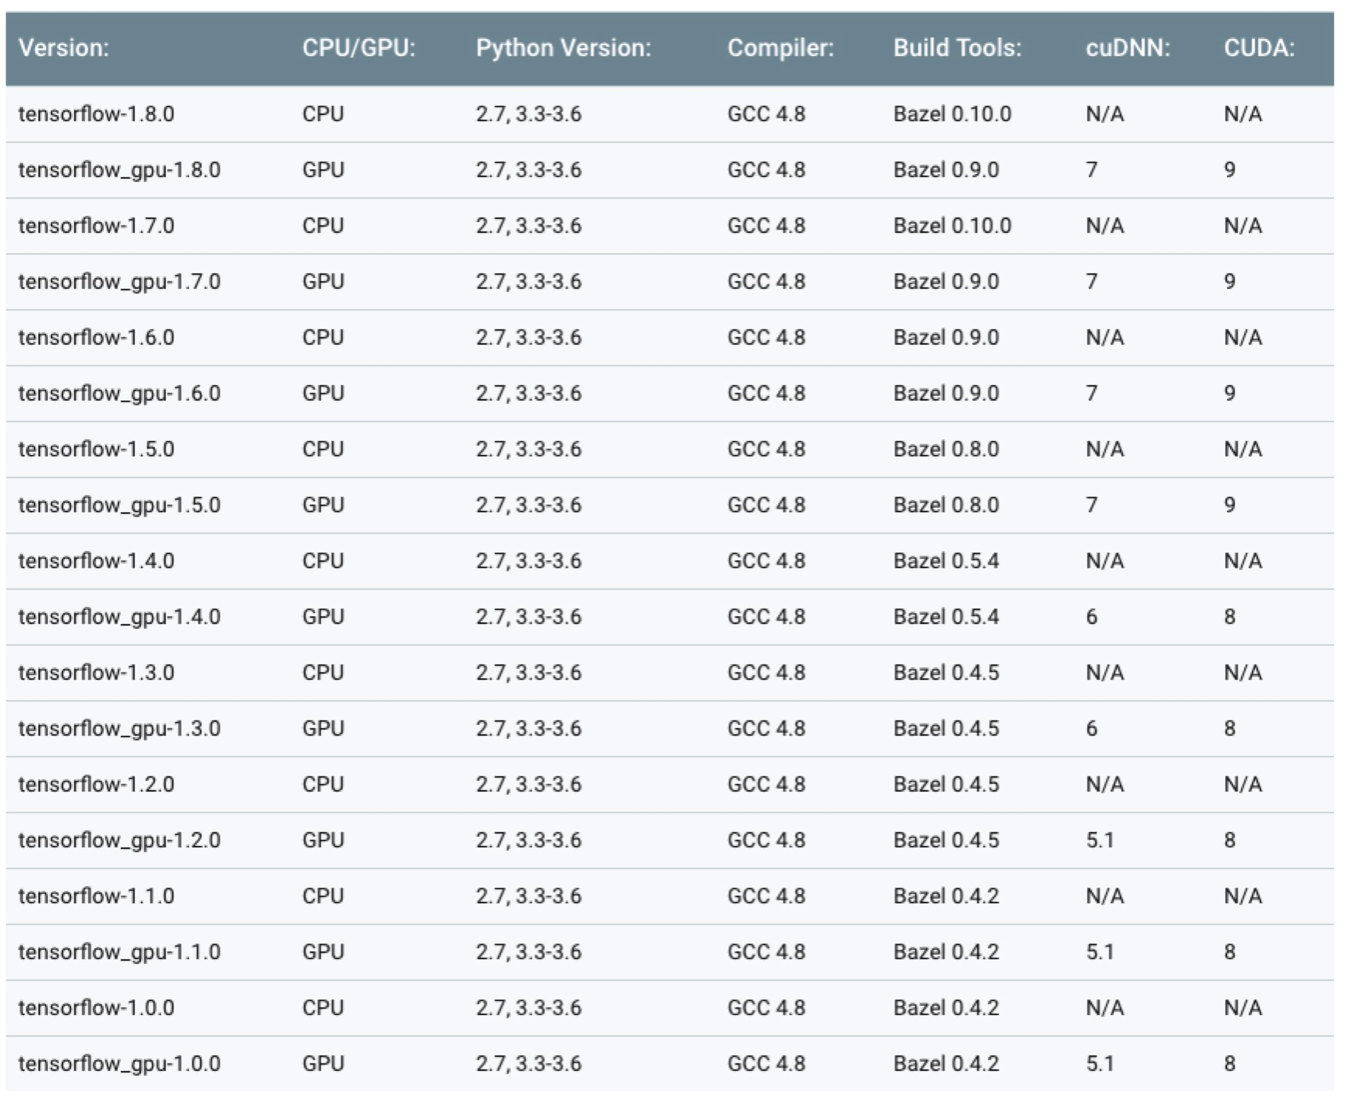 Version: CPU/GPU: Python Version: Compiler: Build Tools: cuDNN: CUDA:
tensorflow-1.8.0 CPU 2.7, 3.3-3.6 GCC 4.8 Bazel 0.10.0 N/A N/A
tensorflow_gpu-1.8.0 GPU 2.7, 3.3-3.6 GCC 4.8 Bazel 0.9.0 7 9
tensorflow-1.7.0 CPU 2.7, 3.3-3.6 GCC 4.8 Bazel 0.10.0 N/A N/A
tensorflow_gpu-1.7.0 GPU 2.7, 3.3-3.6 GCC 4.8 Bazel 0.9.0 7 9
tensorflow-1.6.0 CPU 2.7, 3.3-3.6 GCC 4.8 Bazel 0.9.0 N/A N/A
tensorflow_gpu-1.6.0 GPU 2.7, 3.3-3.6 GCC 4.8 Bazel 0.9.0 7 9
tensorflow-1.5.0 CPU 2.7, 3.3-3.6 GCC 4.8 Bazel 0.8.0 N/A N/A
tensorflow_gpu-1.5.0 GPU 2.7, 3.3-3.6 GCC 4.8 Bazel 0.8.0 7 9
tensorflow-1.4.0 CPU 2.7, 3.3-3.6 GCC 4.8 Bazel 0.5.4 N/A N/A
tensorflow_gpu-1.4.0 GPU 2.7, 3.3-3.6 GCC 4.8 Bazel 0.5.4 6 8
tensorflow-1.3.0 CPU 2.7, 3.3-3.6 GCC 4.8 Bazel 0.4.5 N/A N/A
tensorflow_gpu-1.3.0 GPU 2.7, 3.3-3.6 GCC 4.8 Bazel 0.4.5 6 8
tensorflow-1.2.0 CPU 2.7, 3.3-3.6 GCC 4.8 Bazel 0.4.5 N/A N/A
tensorflow_gpu-1.2.0 GPU 2.7, 3.3-3.6 GCC 4.8 Bazel 0.4.5 5.1 8
tensorflow-1.1.0 CPU 2.7, 3.3-3.6 GCC 4.8 Bazel 0.4.2 N/A N/A
tensorflow_gpu-1.1.0 GPU 2.7, 3.3-3.6 GCC 4.8 Bazel 0.4.2 5.1 8
tensorflow-1.0.0 CPU 2.7, 3.3-3.6 GCC 4.8 Bazel 0.4.2 N/A N/A
tensorflow_gpu-1.0.0 GPU 2.7, 3.3-3.6 GCC 4.8 Bazel 0.4.2 5.1 8